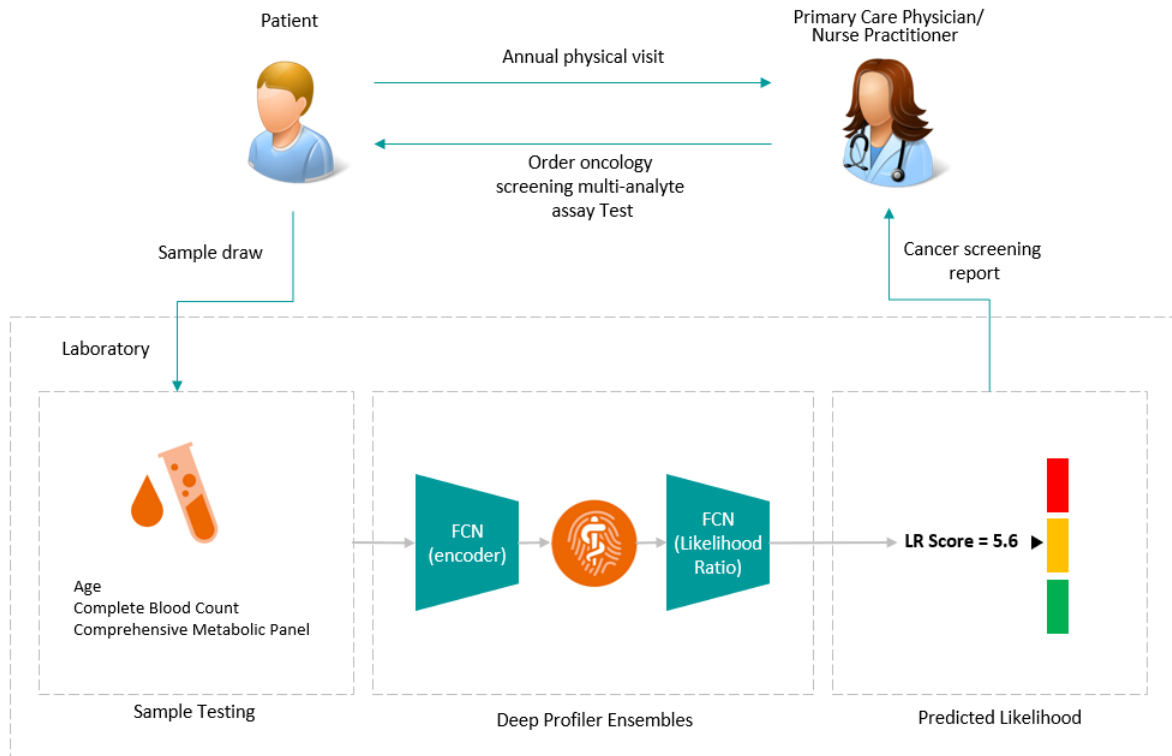 Patient
Primary Care Physician/
Nurse Practitioner
Annual physical visit
Order oncology
screening multi-analyte
assay Test
Sample draw
Cancer screening
report
Laboratory
Age
Complete Blood Count
Comprehensive Metabolic Panel
FCN
(encoder)
FCN
(Likelihood
Ratio)
LR Score = 5.6
Sample Testing
Deep Profiler Ensembles
Predicted Likelihood